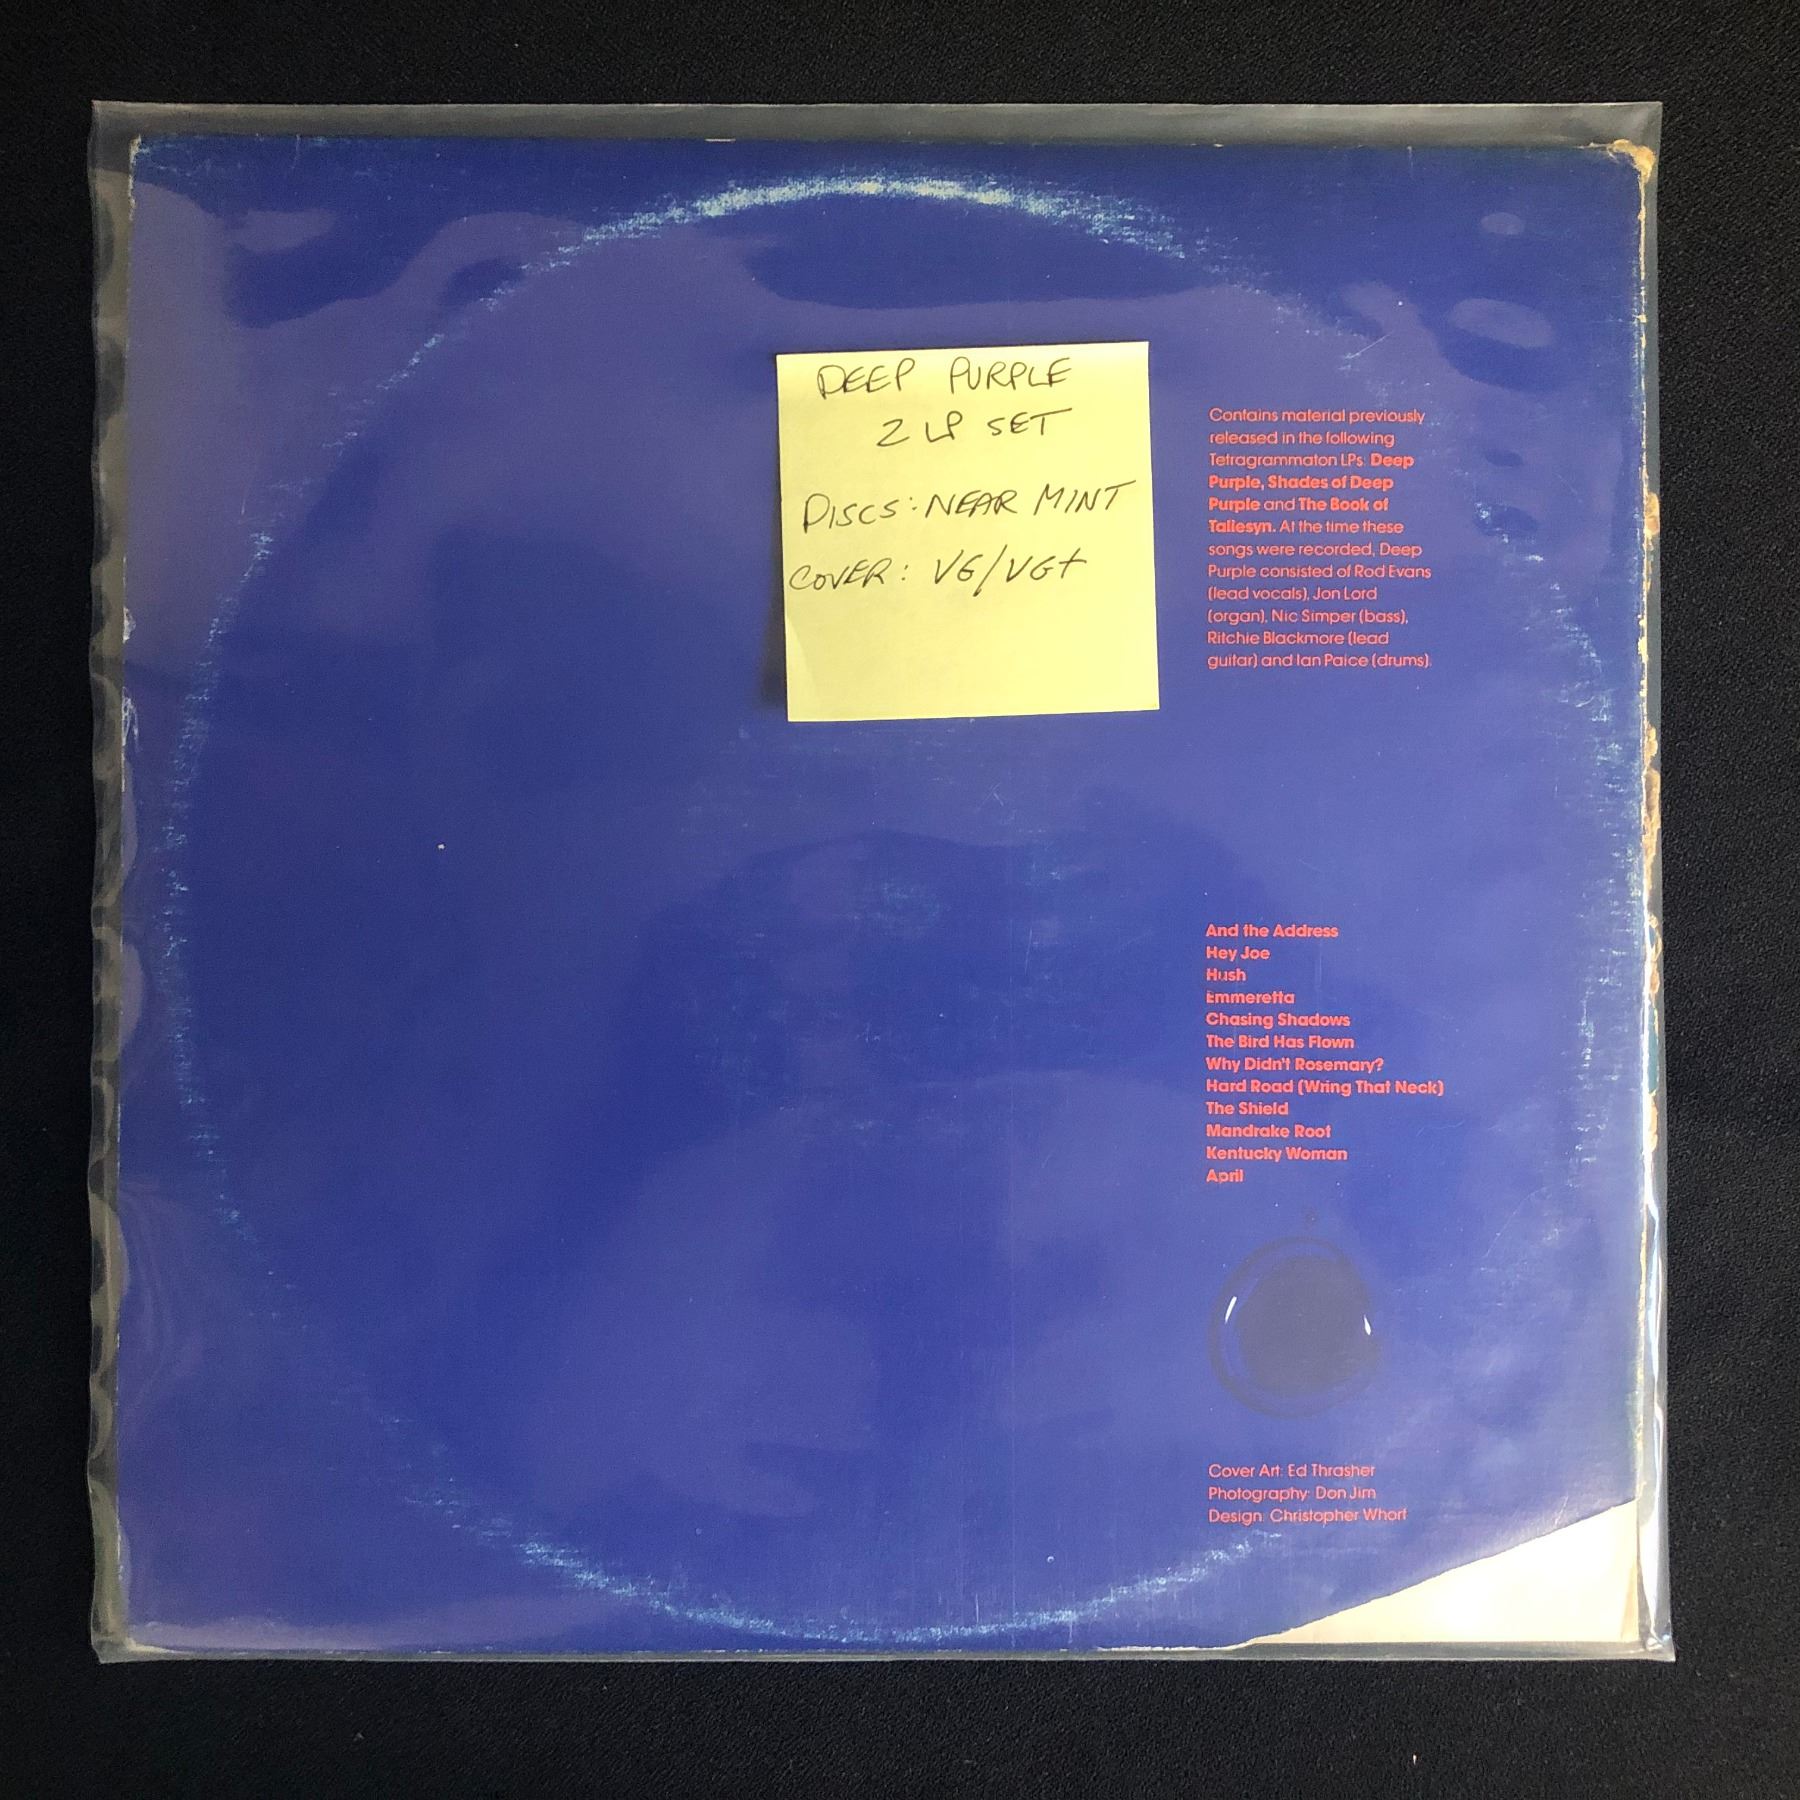 DEEP PURPLE
2 LP SET
DISCS: NEAR MINT
COVER: VG/VG+
Contains material previously
released in the following
Tetragrammaton LPs: Deep
Purple, Shades of Deep
Purple and The Book of
Tallesyn. At the time these
songs were recorded, Deep
Purple consisted of Rod Evans
(lead vocals), Jon Lord
(organ), Nic Simper (bass),
Ritchie Blackmore (lead
guitar) and Ian Paice (drums).
And the Address
Hey Joe
Hush
Emmeretta
Chasing Shadows
The Bird Has Flown
Why Didn't Rosemary?
Hard Road (Wring That Neck)
The Shield
Mandrake Root
Kentucky Woman
April
Cover Art: Ed Thrasher
Photography: Don Jim
Design: Christopher Whorf